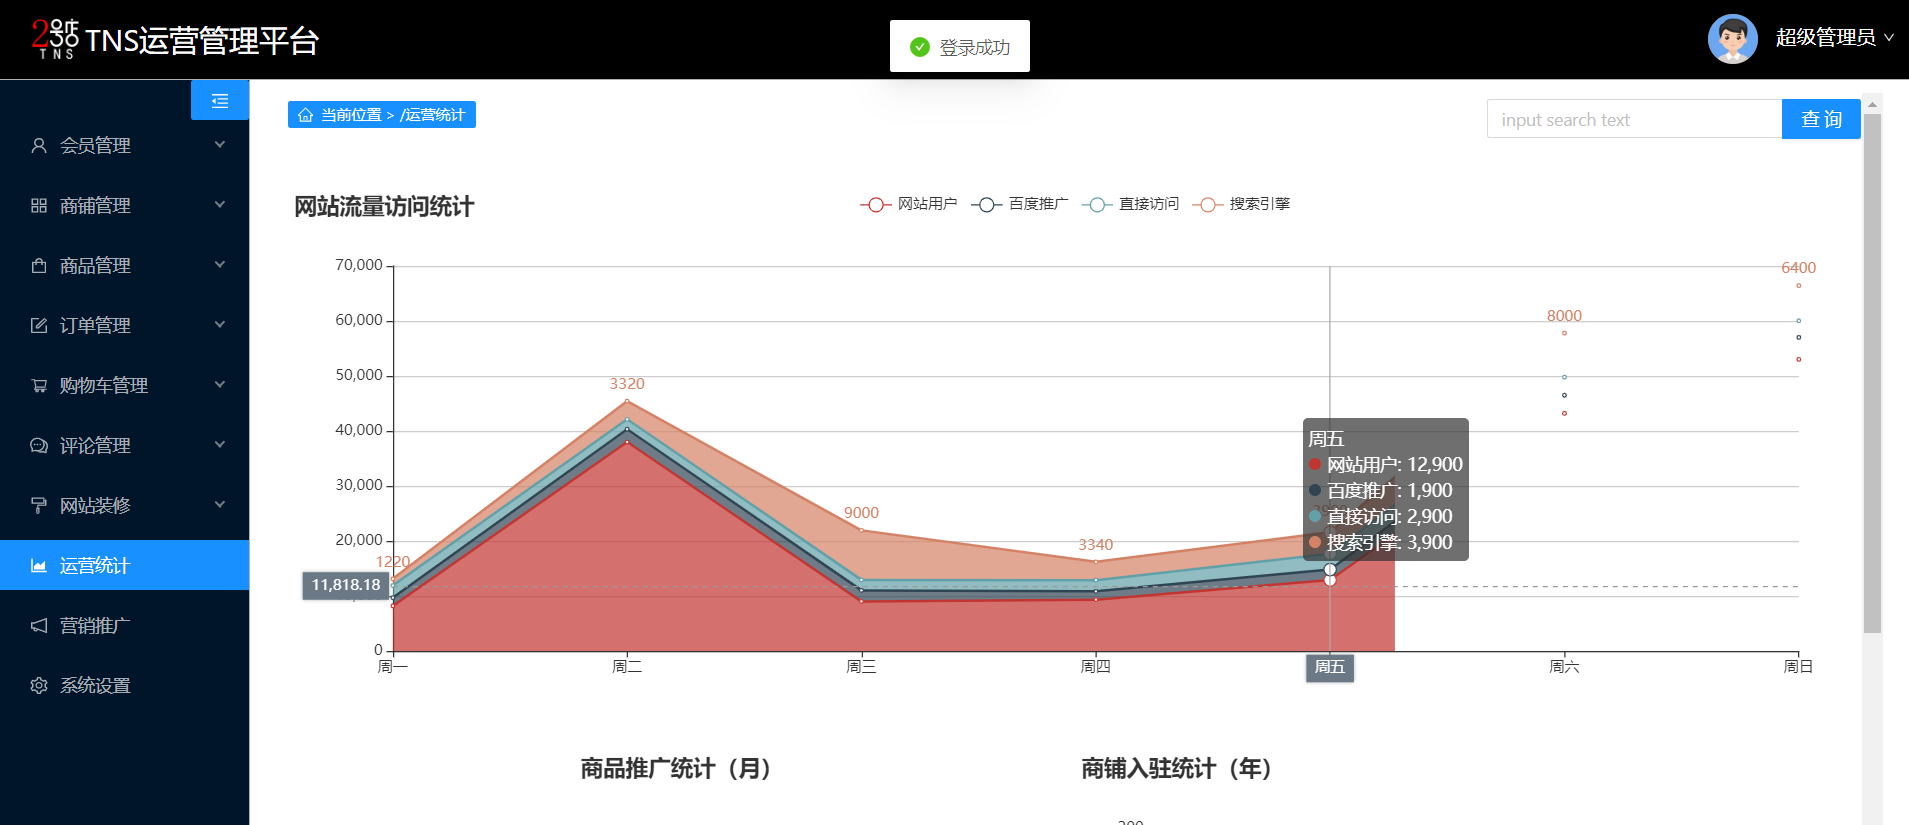 TNS
TNS运营管理平台
登录成功
超级管理员
会员管理
商铺管理
商品管理
订单管理
购物车管理
评论管理
网站装修
运营统计
营销推广
系统设置
当前位置 > /运营统计
input search text
查 询
网站流量访问统计
网站用户
百度推广
直接访问
搜索引擎
70,000
60,000
50,000
40,000
30,000
20,000
0
11,818.18
1220
3320
9000
3340
8000
6400
周五
网站用户: 12,900
百度推广: 1,900
直接访问: 2,900
搜索引擎: 3,900
周一
周二
周三
周四
周五
周六
周日
商品推广统计（月）
商铺入驻统计（年）